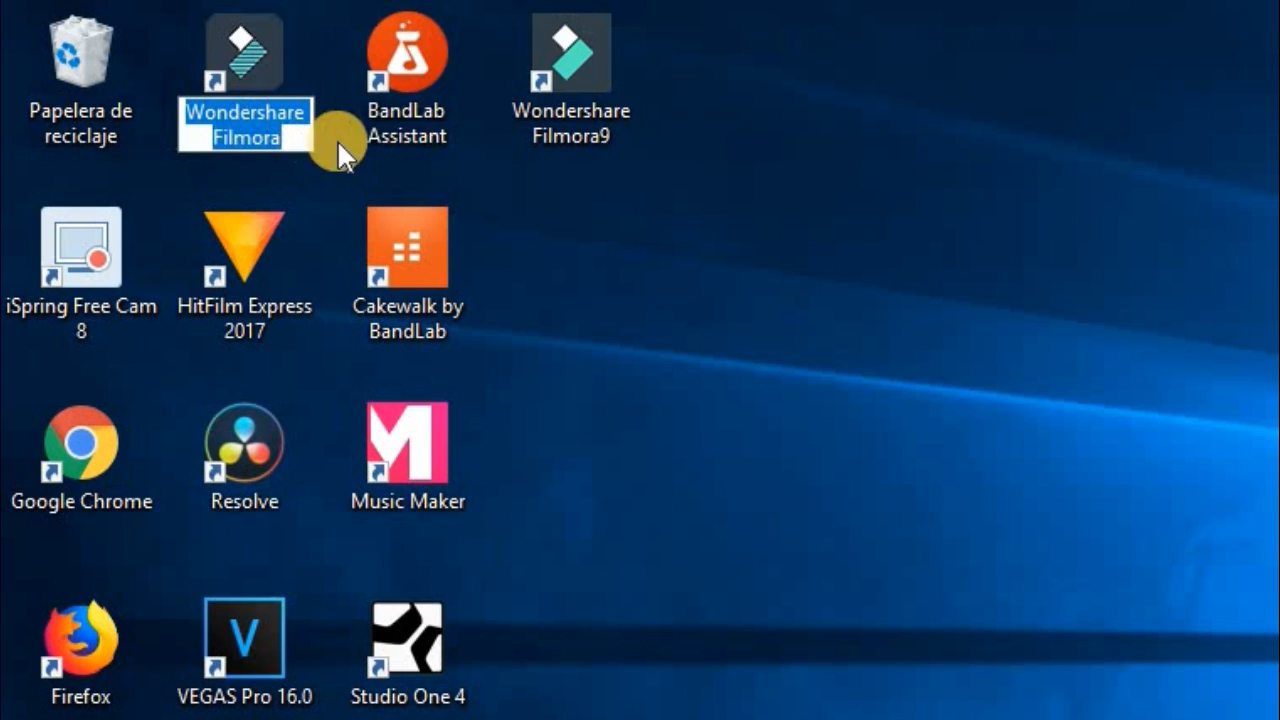 Papelera de
reciclaje
Wondershare
Filmora
BandLab
Assistant
Wondershare
Filmora9
iSpring Free Cam
8
HitFilm Express
2017
Cakewalk by
BandLab
Google Chrome
Resolve
Music Maker
Firefox
VEGAS Pro 16.0
Studio One 4